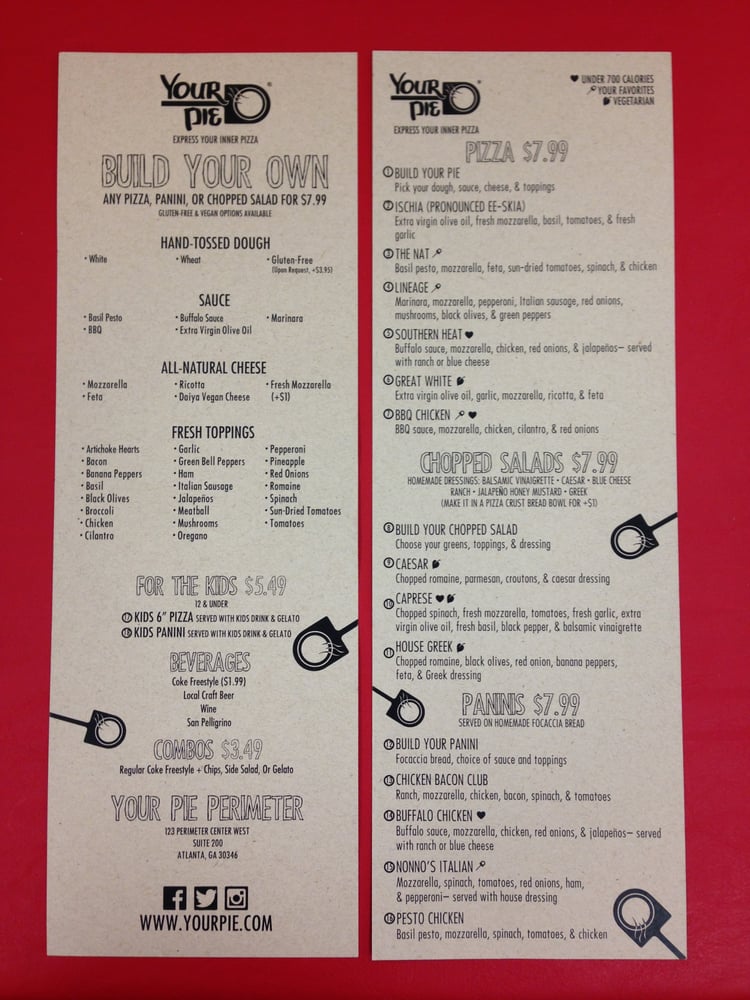 YOUR
PIE®
EXPRESS YOUR INNER PIZZA
BUILD YOUR OWN
ANY PIZZA, PANINI, OR CHOPPED SALAD FOR $7.99
GLUTEN-FREE & VEGAN OPTIONS AVAILABLE
HAND-TOSSED DOUGH
• White • Wheat • Gluten-Free
(Upon Request, +$3.95)
SAUCE
• Basil Pesto • Buffalo Sauce • Marinara
• BBQ • Extra Virgin Olive Oil
ALL-NATURAL CHEESE
• Mozzarella • Ricotta • Fresh Mozzarella
• Feta • Daiya Vegan Cheese (+$1)
FRESH TOPPINGS
• Artichoke Hearts • Garlic • Pepperoni
• Bacon • Green Bell Peppers • Pineapple
• Banana Peppers • Ham • Red Onions
• Basil • Italian Sausage • Romaine
• Black Olives • Jalapeños • Spinach
• Broccoli • Meatball • Sun-Dried Tomatoes
• Chicken • Mushrooms • Tomatoes
• Cilantro • Oregano
FOR THE KIDS $5.49
12 & UNDER
17 KIDS 6" PIZZA SERVED WITH KIDS DRINK & GELATO
18 KIDS PANINI SERVED WITH KIDS DRINK & GELATO
BEVERAGES
Coke Freestyle ($1.99)
Local Craft Beer
Wine
San Pellegrino
COMBOS $3.49
Regular Coke Freestyle + Chips, Side Salad, Or Gelato
YOUR PIE PERIMETER
123 PERIMETER CENTER WEST
SUITE 200
ATLANTA, GA 30346
WWW.YOURPIE.COM
YOUR
PIE®
EXPRESS YOUR INNER PIZZA
♥ UNDER 700 CALORIES
YOUR FAVORITES
VEGETARIAN
PIZZA $7.99
1 BUILD YOUR PIE
Pick your dough, sauce, cheese, & toppings
2 ISCHIA (PRONOUNCED EE-SKIA)
Extra virgin olive oil, fresh mozzarella, basil, tomatoes, & fresh
garlic
3 THE NAT
Basil pesto, mozzarella, feta, sun-dried tomatoes, spinach, & chicken
4 LINEAGE
Marinara, mozzarella, pepperoni, Italian sausage, red onions,
mushrooms, black olives, & green peppers
5 SOUTHERN HEAT ♥
Buffalo sauce, mozzarella, chicken, red onions, & jalapeños— served
with ranch or blue cheese
6 GREAT WHITE
Extra virgin olive oil, garlic, mozzarella, ricotta, & feta
7 BBQ CHICKEN ♥
BBQ sauce, mozzarella, chicken, cilantro, & red onions
CHOPPED SALADS $7.99
HOMEMADE DRESSINGS: BALSAMIC VINAIGRETTE • CAESAR • BLUE CHEESE
RANCH • JALAPEÑO HONEY MUSTARD • GREEK
(MAKE IT IN A PIZZA CRUST BREAD BOWL FOR +$1)
8 BUILD YOUR CHOPPED SALAD
Choose your greens, toppings, & dressing
9 CAESAR
Chopped romaine, parmesan, croutons, & caesar dressing
10 CAPRESE ♥
Chopped spinach, fresh mozzarella, tomatoes, fresh garlic, extra
virgin olive oil, fresh basil, black pepper, & balsamic vinaigrette
11 HOUSE GREEK
Chopped romaine, black olives, red onion, banana peppers,
feta, & Greek dressing
PANINIS $7.99
SERVED ON HOMEMADE FOCACCIA BREAD
12 BUILD YOUR PANINI
Focaccia bread, choice of sauce and toppings
13 CHICKEN BACON CLUB
Ranch, mozzarella, chicken, bacon, spinach, & tomatoes
14 BUFFALO CHICKEN ♥
Buffalo sauce, mozzarella, chicken, red onions, & jalapeños— served
with ranch or blue cheese
15 NONNO'S ITALIAN
Mozzarella, spinach, tomatoes, red onions, ham,
& pepperoni— served with house dressing
16 PESTO CHICKEN
Basil pesto, mozzarella, spinach, tomatoes, & chicken